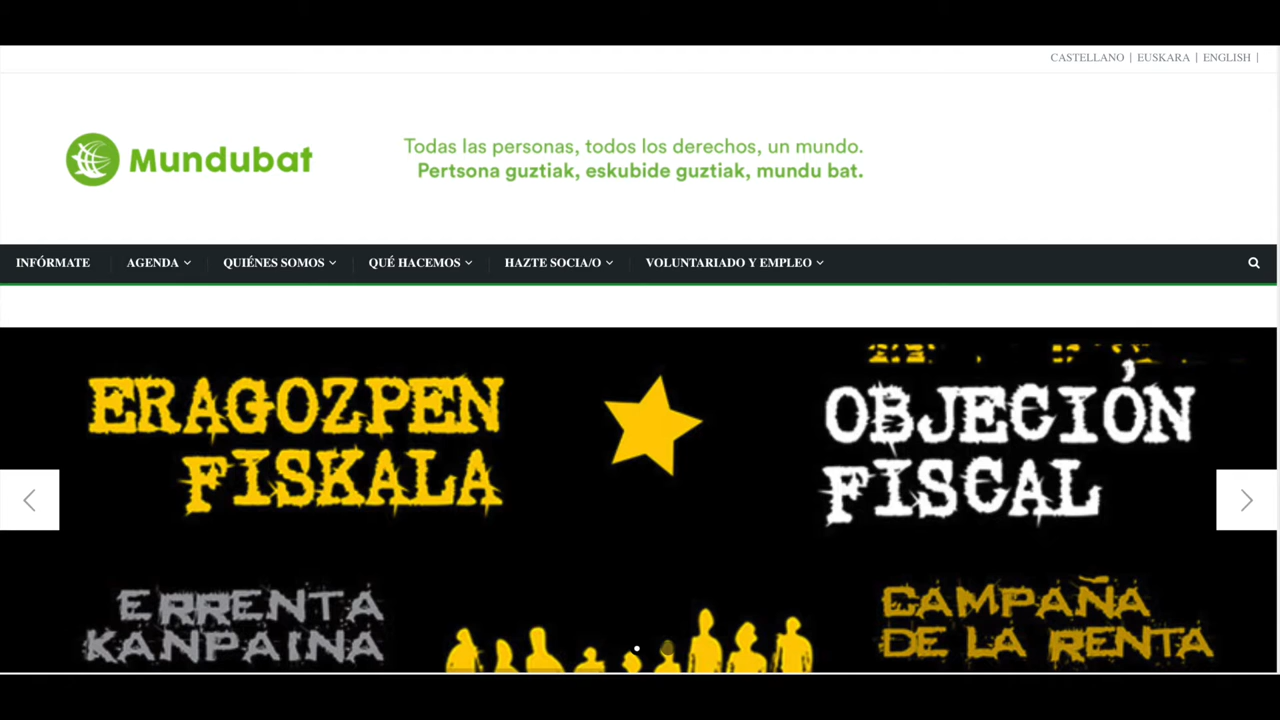 CASTELLANO | EUSKARA | ENGLISH |
Mundubat
Todas las personas, todos los derechos, un mundo.
Pertsona guztiak, eskubide guztiak, mundu bat.
INFÓRMATE AGENDA QUIÉNES SOMOS QUÉ HACEMOS HAZTE SOCIA/O VOLUNTARIADO Y EMPLEO
ERAGOZPEN
FISKALA
OBJECIÓN
FISCAL
ERRENTA
KANPAINA
CAMPAÑA
DE LA RENTA